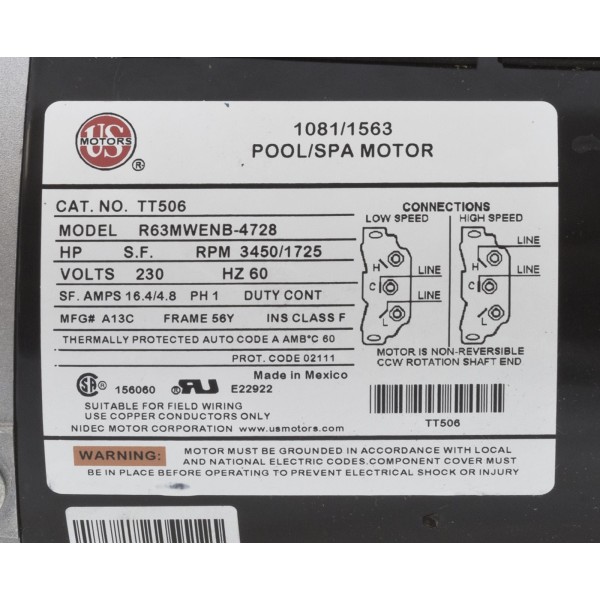 US
MOTORS
®
1081/1563
POOL/SPA MOTOR
CAT. NO. TT506
MODEL R63MWENB-4728
HP S.F. RPM 3450/1725
VOLTS 230 HZ 60
SF. AMPS 16.4/4.8 PH 1 DUTY CONT
MFG# A13C FRAME 56Y INS CLASS F
THERMALLY PROTECTED AUTO CODE A AMB°C 60
PROT. CODE 02111
Made in Mexico
SA ® 156060 RU ® E22922
SUITABLE FOR FIELD WIRING
USE COPPER CONDUCTORS ONLY
NIDEC MOTOR CORPORATION www.usmotors.com
CONNECTIONS
LOW SPEED HIGH SPEED
LINE
H LINE H
C C
LINE LINE
L L
MOTOR IS NON-REVERSIBLE
CCW ROTATION SHAFT END
TT506
WARNING: MOTOR MUST BE GROUNDED IN ACCORDANCE WITH LOCAL
AND NATIONAL ELECTRIC CODES.COMPONENT COVER MUST
BE IN PLACE BEFORE OPERATING TO PREVENT ELECTRICAL SHOCK OR INJURY